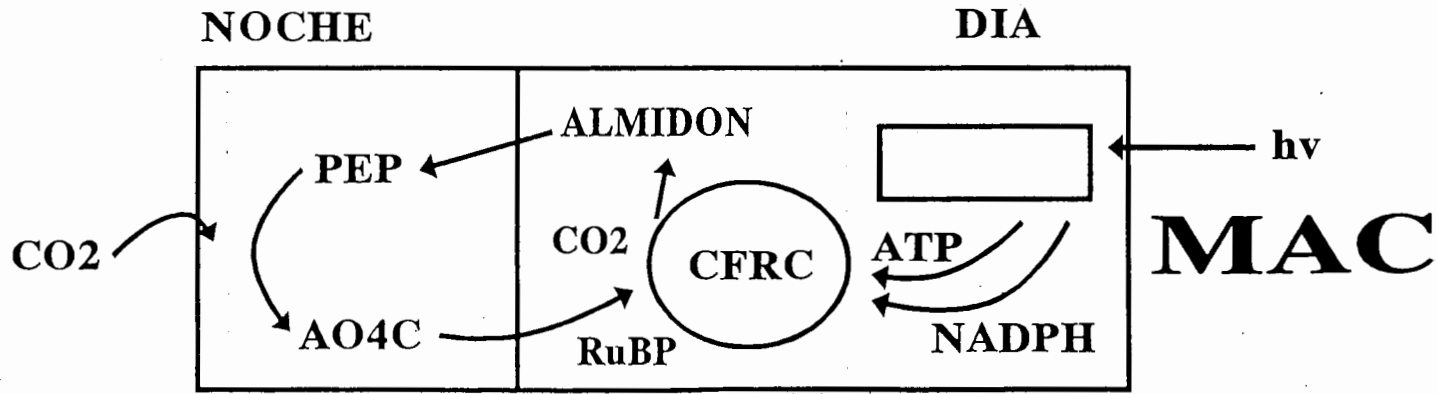 NOCHE
DIA
ALMIDON
hv
PEP
CO2
CO2
CFRC
ATP
MAC
AO4C
RuBP
NADPH